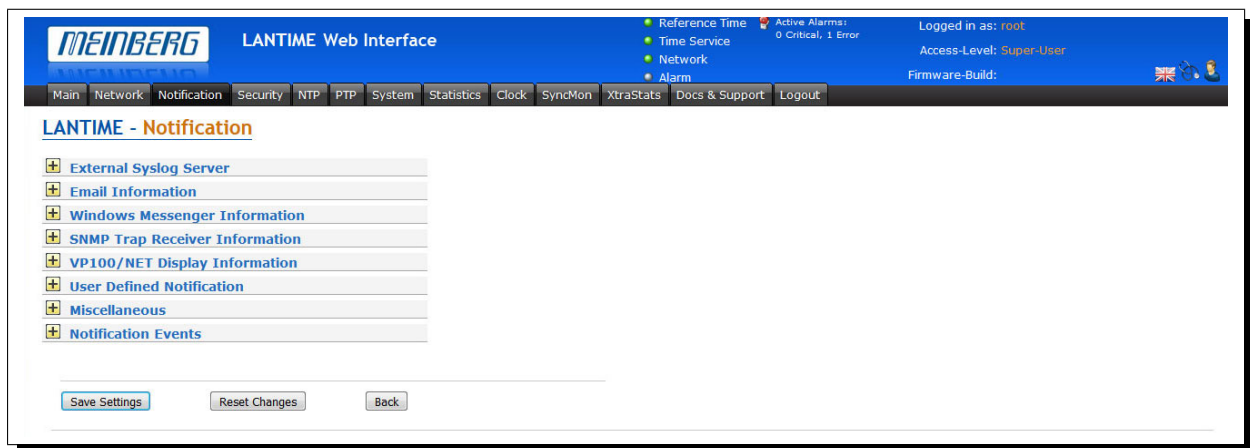 MEINBERG
LANTIME Web Interface
Reference Time
Time Service
Network
Alarm
Active Alarms:
0 Critical, 1 Error
Logged in as: root
Access-Level: Super-User
Firmware-Build:
Main Network Notification Security NTP PTP System Statistics Clock SyncMon XtraStats Docs & Support Logout
LANTIME - Notification
External Syslog Server
Email Information
Windows Messenger Information
SNMP Trap Receiver Information
VP100/NET Display Information
User Defined Notification
Miscellaneous
Notification Events
Save Settings Reset Changes Back